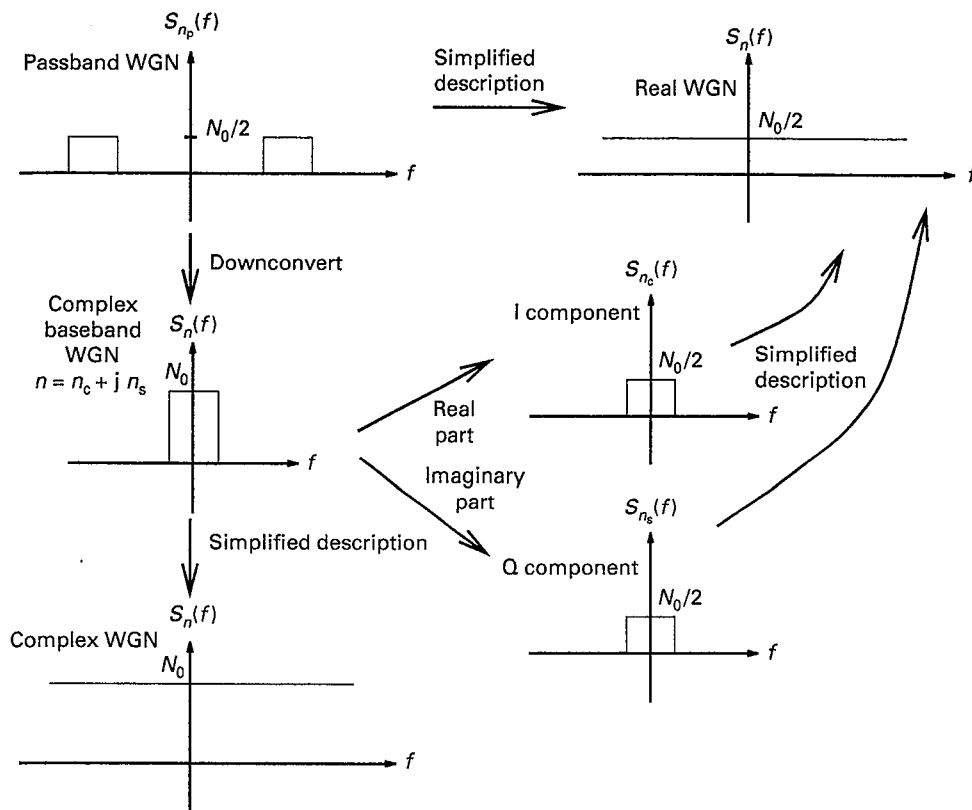 S_{n_p}(f)
Passband WGN
N_0/2
f
Simplified
description
S_n(f)
Real WGN
N_0/2
f
Downconvert
Complex
baseband
WGN
n = n_c + j n_s
S_n(f)
N_0
f
Real
part
Imaginary
part
S_{n_c}(f)
I component
N_0/2
f
Simplified
description
S_{n_s}(f)
Q component
N_0/2
f
Simplified description
S_n(f)
Complex WGN
N_0
f